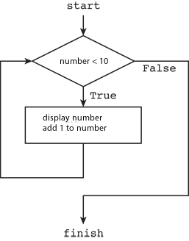 start
number < 10
False
True
display number
add 1 to number
finish